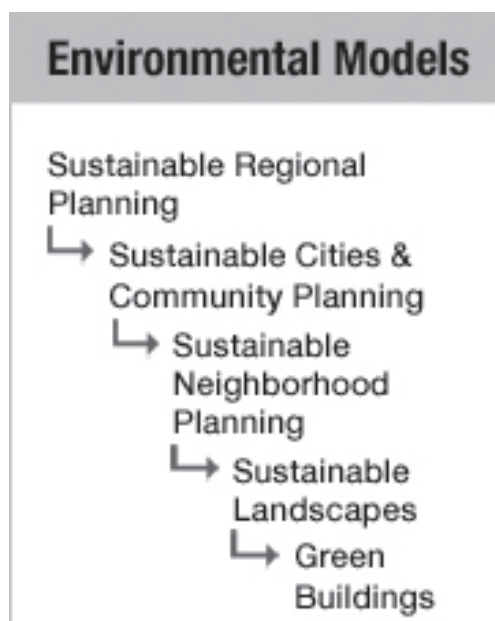 Environmental Models
Sustainable Regional
Planning
Sustainable Cities &
Community Planning
Sustainable
Neighborhood
Planning
Sustainable
Landscapes
Green
Buildings